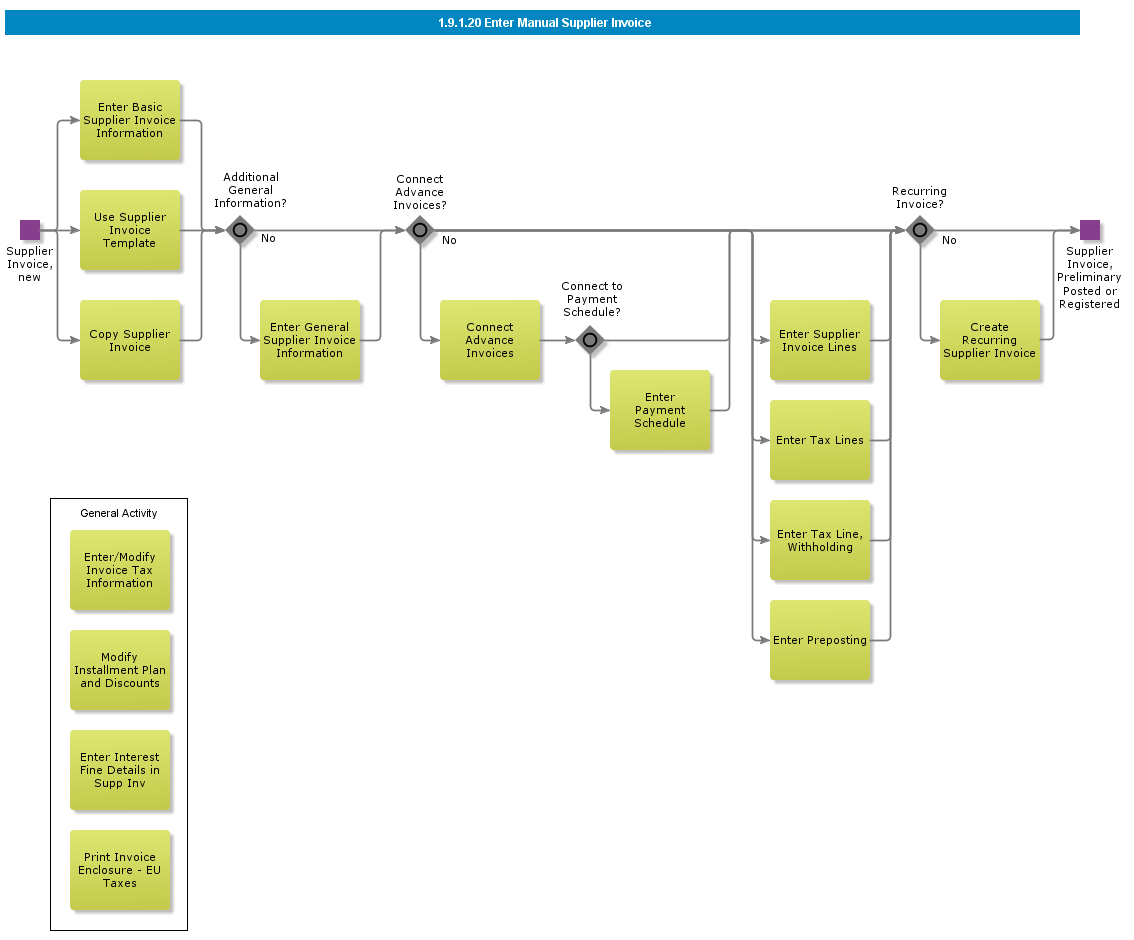 1.9.1.20 Enter Manual Supplier Invoice
Enter Basic
Supplier Invoice
Information
Use Supplier
Invoice
Template
Copy Supplier
Invoice
Supplier
Invoice,
new
Additional
General
Information?
No
Enter General
Supplier Invoice
Information
Connect
Advance
Invoices?
No
Connect
Advance
Invoices
Connect to
Payment
Schedule?
Enter
Payment
Schedule
Enter Supplier
Invoice Lines
Enter Tax Lines
Enter Tax Line,
Withholding
Enter Preposting
Recurring
Invoice?
No
Create
Recurring
Supplier Invoice
Supplier
Invoice,
Preliminary
Posted or
Registered
General Activity
Enter/Modify
Invoice Tax
Information
Modify
Installment Plan
and Discounts
Enter Interest
Fine Details in
Supp Inv
Print Invoice
Enclosure - EU
Taxes